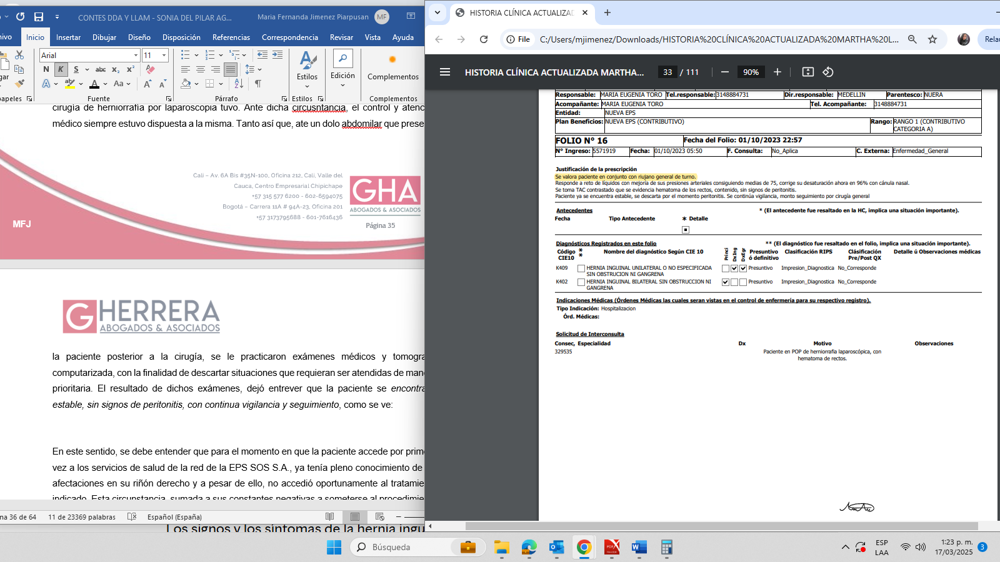 CONTES DDA Y LLAM - SONIA DEL PILAR AG...
Maria Fernanda Jimenez Piarpusan
MF
Inicio
Insertar
Dibujar
Diseño
Disposición
Referencias
Correspondencia
Revisar
Vista
Ayuda
Arial
11
N K S abc x₂ x²
Aa
Estilos
Edición
Complementos
Fuente
Párrafo
Estilos
Complementos
cirugía de herniorrafía por laparoscopia tuvo. Ante dicha circusntancia, el control y atenc
médico siempre estuvo dispuesta a la misma. Tanto así que, ate un dolo abdomilar que prese
Cali – Av. 6A Bis #35N-100, Oficina 212, Cali, Valle del
Cauca, Centro Empresarial Chipichape
+57 315 577 6200 - 602-6594075
Bogotá – Carrera 11A # 94A-23, Oficina 201
+57 3173795688 - 601-7616436
GHA
ABOGADOS & ASOCIADOS
Página 35
MFJ
G HERRERA
ABOGADOS & ASOCIADOS
la paciente posterior a la cirugía, se le practicaron exámenes médicos y tomogra
computarizada, con la finalidad de descartar situaciones que requieran ser atendidas de mane
prioritaria. El resultado de dichos exámenes, dejó entrever que la paciente se encontra
estable, sin signos de peritonitis, con continua vigilancia y seguimiento, como se ve:
En este sentido, se debe entender que para el momento en que la paciente accede por prime
vez a los servicios de salud de la red de la EPS SOS S.A., ya tenía pleno conocimiento de
afectaciones en su riñón derecho y a pesar de ello, no accedió oportunamente al tratamie
indicado. Esta circunstancia, sumada a sus constantes negativas a someterse al procedimie
na 36 de 64
11 de 23369 palabras
Español (España)
Los signos y los síntomas de la hernia ingu
HISTORIA CLÍNICA ACTUALIZAD
File
C:/Users/mjimenez/Downloads/HISTORIA%20CLÍNICA%20ACTUALIZADA%20MARTHA%20L...
Relau
HISTORIA CLÍNICA ACTUALIZADA MARTHA...
33 / 111
90%
Responsable: MARIA EUGENIA TORO Tel.responsable: 3148884731 Dir.responsable: MEDELLIN Parentesco: NUERA
Acompañante: MARIA EUGENIA TORO Tel. Acompañante: 3148884731
Entidad: NUEVA EPS
Plan Beneficios: NUEVA EPS (CONTRIBUTIVO) Rango: RANGO 1 (CONTRIBUTIVO
CATEGORIA A)
FOLIO N° 16 Fecha del Folio: 01/10/2023 22:57
N° Ingreso: 5571919 Fecha: 01/10/2023 05:50 F. Consulta: No_Aplica C. Externa: Enfermedad_General
Justificación de la prescripción
Se valora paciente en conjunto con riujano general de turno.
Responde a reto de líquidos con mejoría de sus presiones arteriales consiguiendo medias de 75, corrige su desaturación ahora en 96% con cánula nasal.
Se toma TAC contrastado que se evidencia hematoma de los rectos, contenido, sin signos de peritonitis.
Paciente ya se encuentra estable, se descarta por el momento peritonitis. Se continúa vigilancia, monto seguimiento por cirugía general
Antecedentes * (El antecedente fue resaltado en la HC, implica una situación importante).
Fecha Tipo Antecedente * Detalle
Diagnósticos Registrados en este folio ** (El diagnóstico fue resaltado en el folio, implica una situación importante).
Código * Nombre del diagnóstico Según CIE 10 Princi DxIng DxEgr Presuntivo Clasificación RIPS Clásificación Detalle ú Observaciones médicas
CIE10 * ó definitivo Pre/Post QX
K409 HERNIA INGUINAL UNILATERAL O NO ESPECIFICADA Presuntivo Impresion_Diagnostica No_Corresponde
SIN OBSTRUCION NI GANGRENA
K402 HERNIA INGUINAL BILATERAL SIN OBSTRUCCION NI Presuntivo Impresion_Diagnostica No_Corresponde
GANGRENA
Indicaciones Médicas (Órdenes Médicas las cuales seran vistas en el control de enfermería para su respectivo registro).
Tipo Indicación: Hospitalizacion
Órd. Médicas:
Solicitud de Interconsulta
Consec, Especialidad Dx Motivo Observaciones
329535 Paciente en POP de herniorrafia laparoscópica, con
hematoma de rectos.
Búsqueda
ESP
LAA
1:23 p. m.
17/03/2025
3